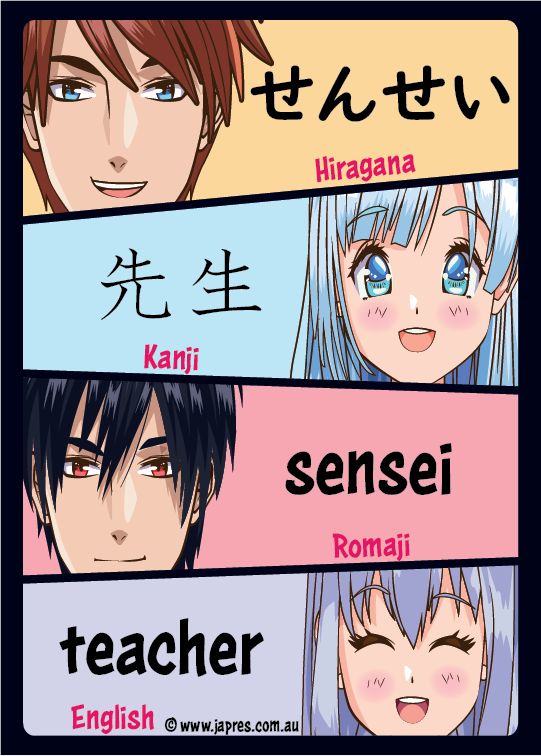 せんせい
Hiragana
先生
Kanji
sensei
Romaji
teacher
English © www.japres.com.au